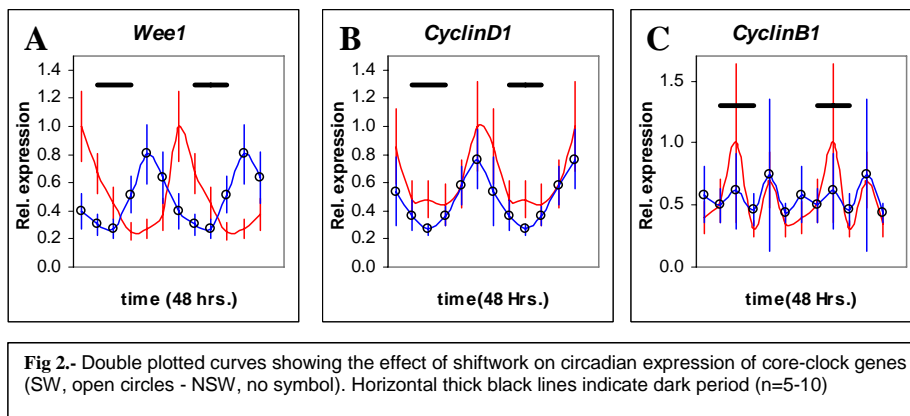 A
Wee1
Rel. expression
1.4
1.2
1.0
0.8
0.6
0.4
0.2
0.0
time (48 hrs.)
B
CyclinD1
Rel. expression
1.4
1.2
1.0
0.8
0.6
0.4
0.2
0.0
time (48 Hrs.)
C
CyclinB1
Rel. expression
1.5
1.0
0.5
0.0
time (48 hrs.)
Fig 2.- Double plotted curves showing the effect of shiftwork on circadian expression of core-clock genes
(SW, open circles - NSW, no symbol). Horizontal thick black lines indicate dark period (n=5-10)